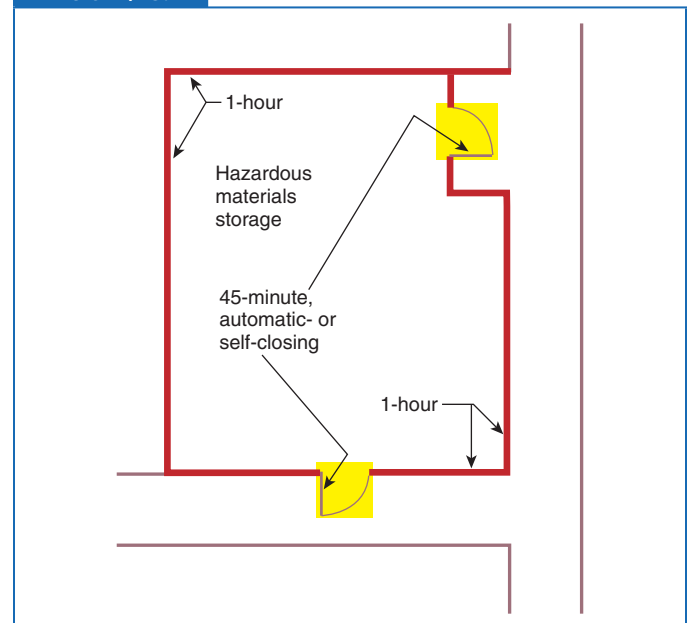 1-hour
Hazardous
materials
storage
45-minute,
automatic- or
self-closing
1-hour